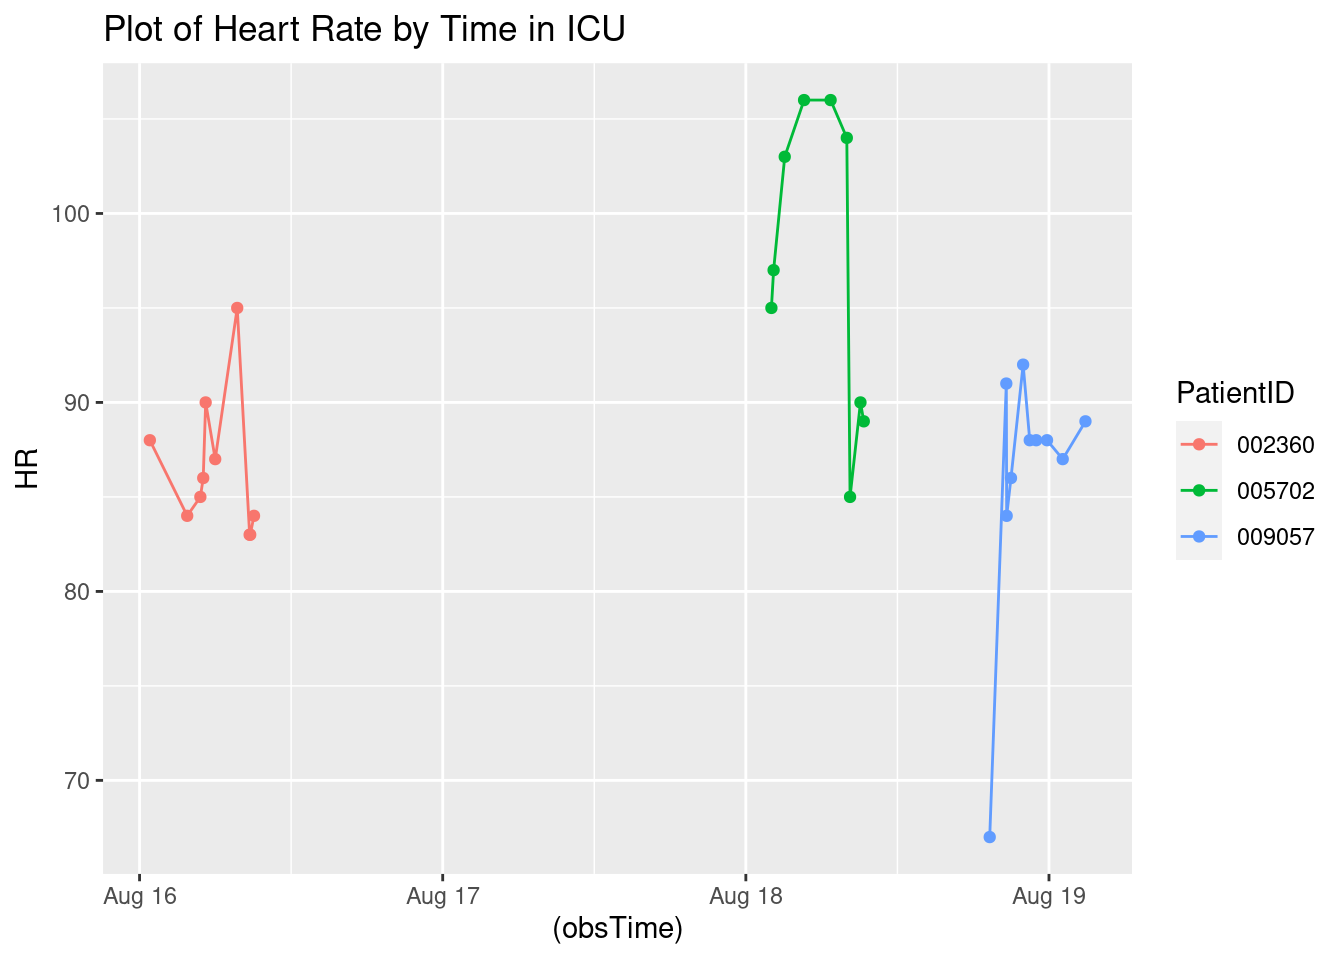 Plot of Heart Rate by Time in ICU
HR
100
90
80
70
Aug 16
Aug 17
Aug 18
Aug 19
(obsTime)
PatientID
002360
005702
009057